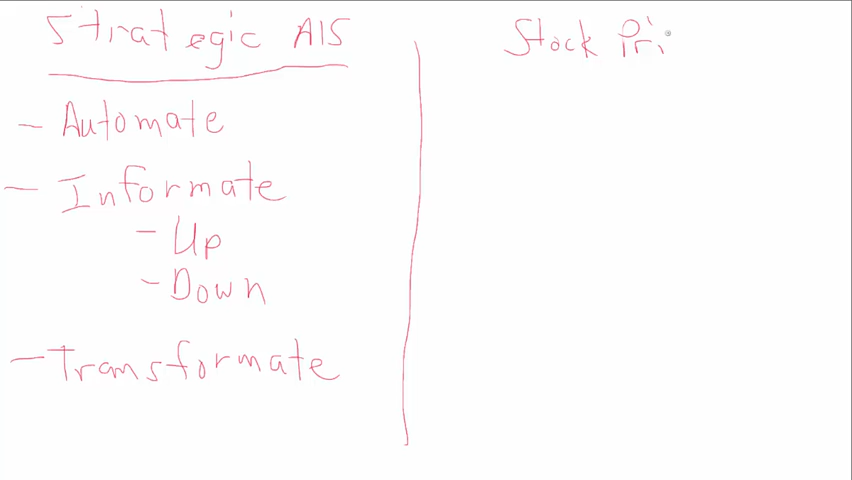 Strategic AIS
- Automate
- Informate
- Up
- Down
- Transformate
Stock Pri